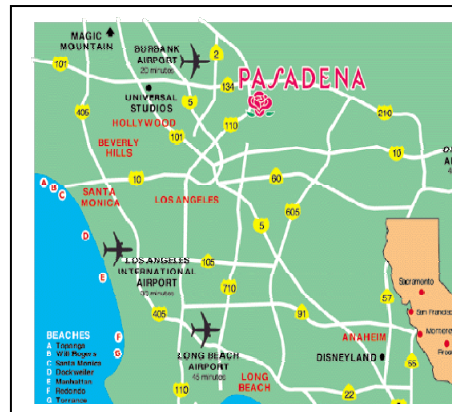 MAGIC
MOUNTAIN
BURBANK
AIRPORT
20 minutes
2
101
134
PASADENA
UNIVERSAL
STUDIOS
5
405
HOLLYWOOD
101
110
210
BEVERLY
HILLS
10
A
B
C
SANTA
MONICA
10
60
LOS ANGELES
605
5
D
LOS ANGELES
INTERNATIONAL
AIRPORT
105
E
710
Sacramento
57
San Francisc
405
91
Monterey
BEACHES
A Topanga
B Will Rogers
C Santa Monica
D Dockweiler
E Manhattan
F Redondo
G Torrance
F
G
LONG BEACH
AIRPORT
45 minutes
ANAHEIM
DISNEYLAND
55
LONG
BEACH
110
22